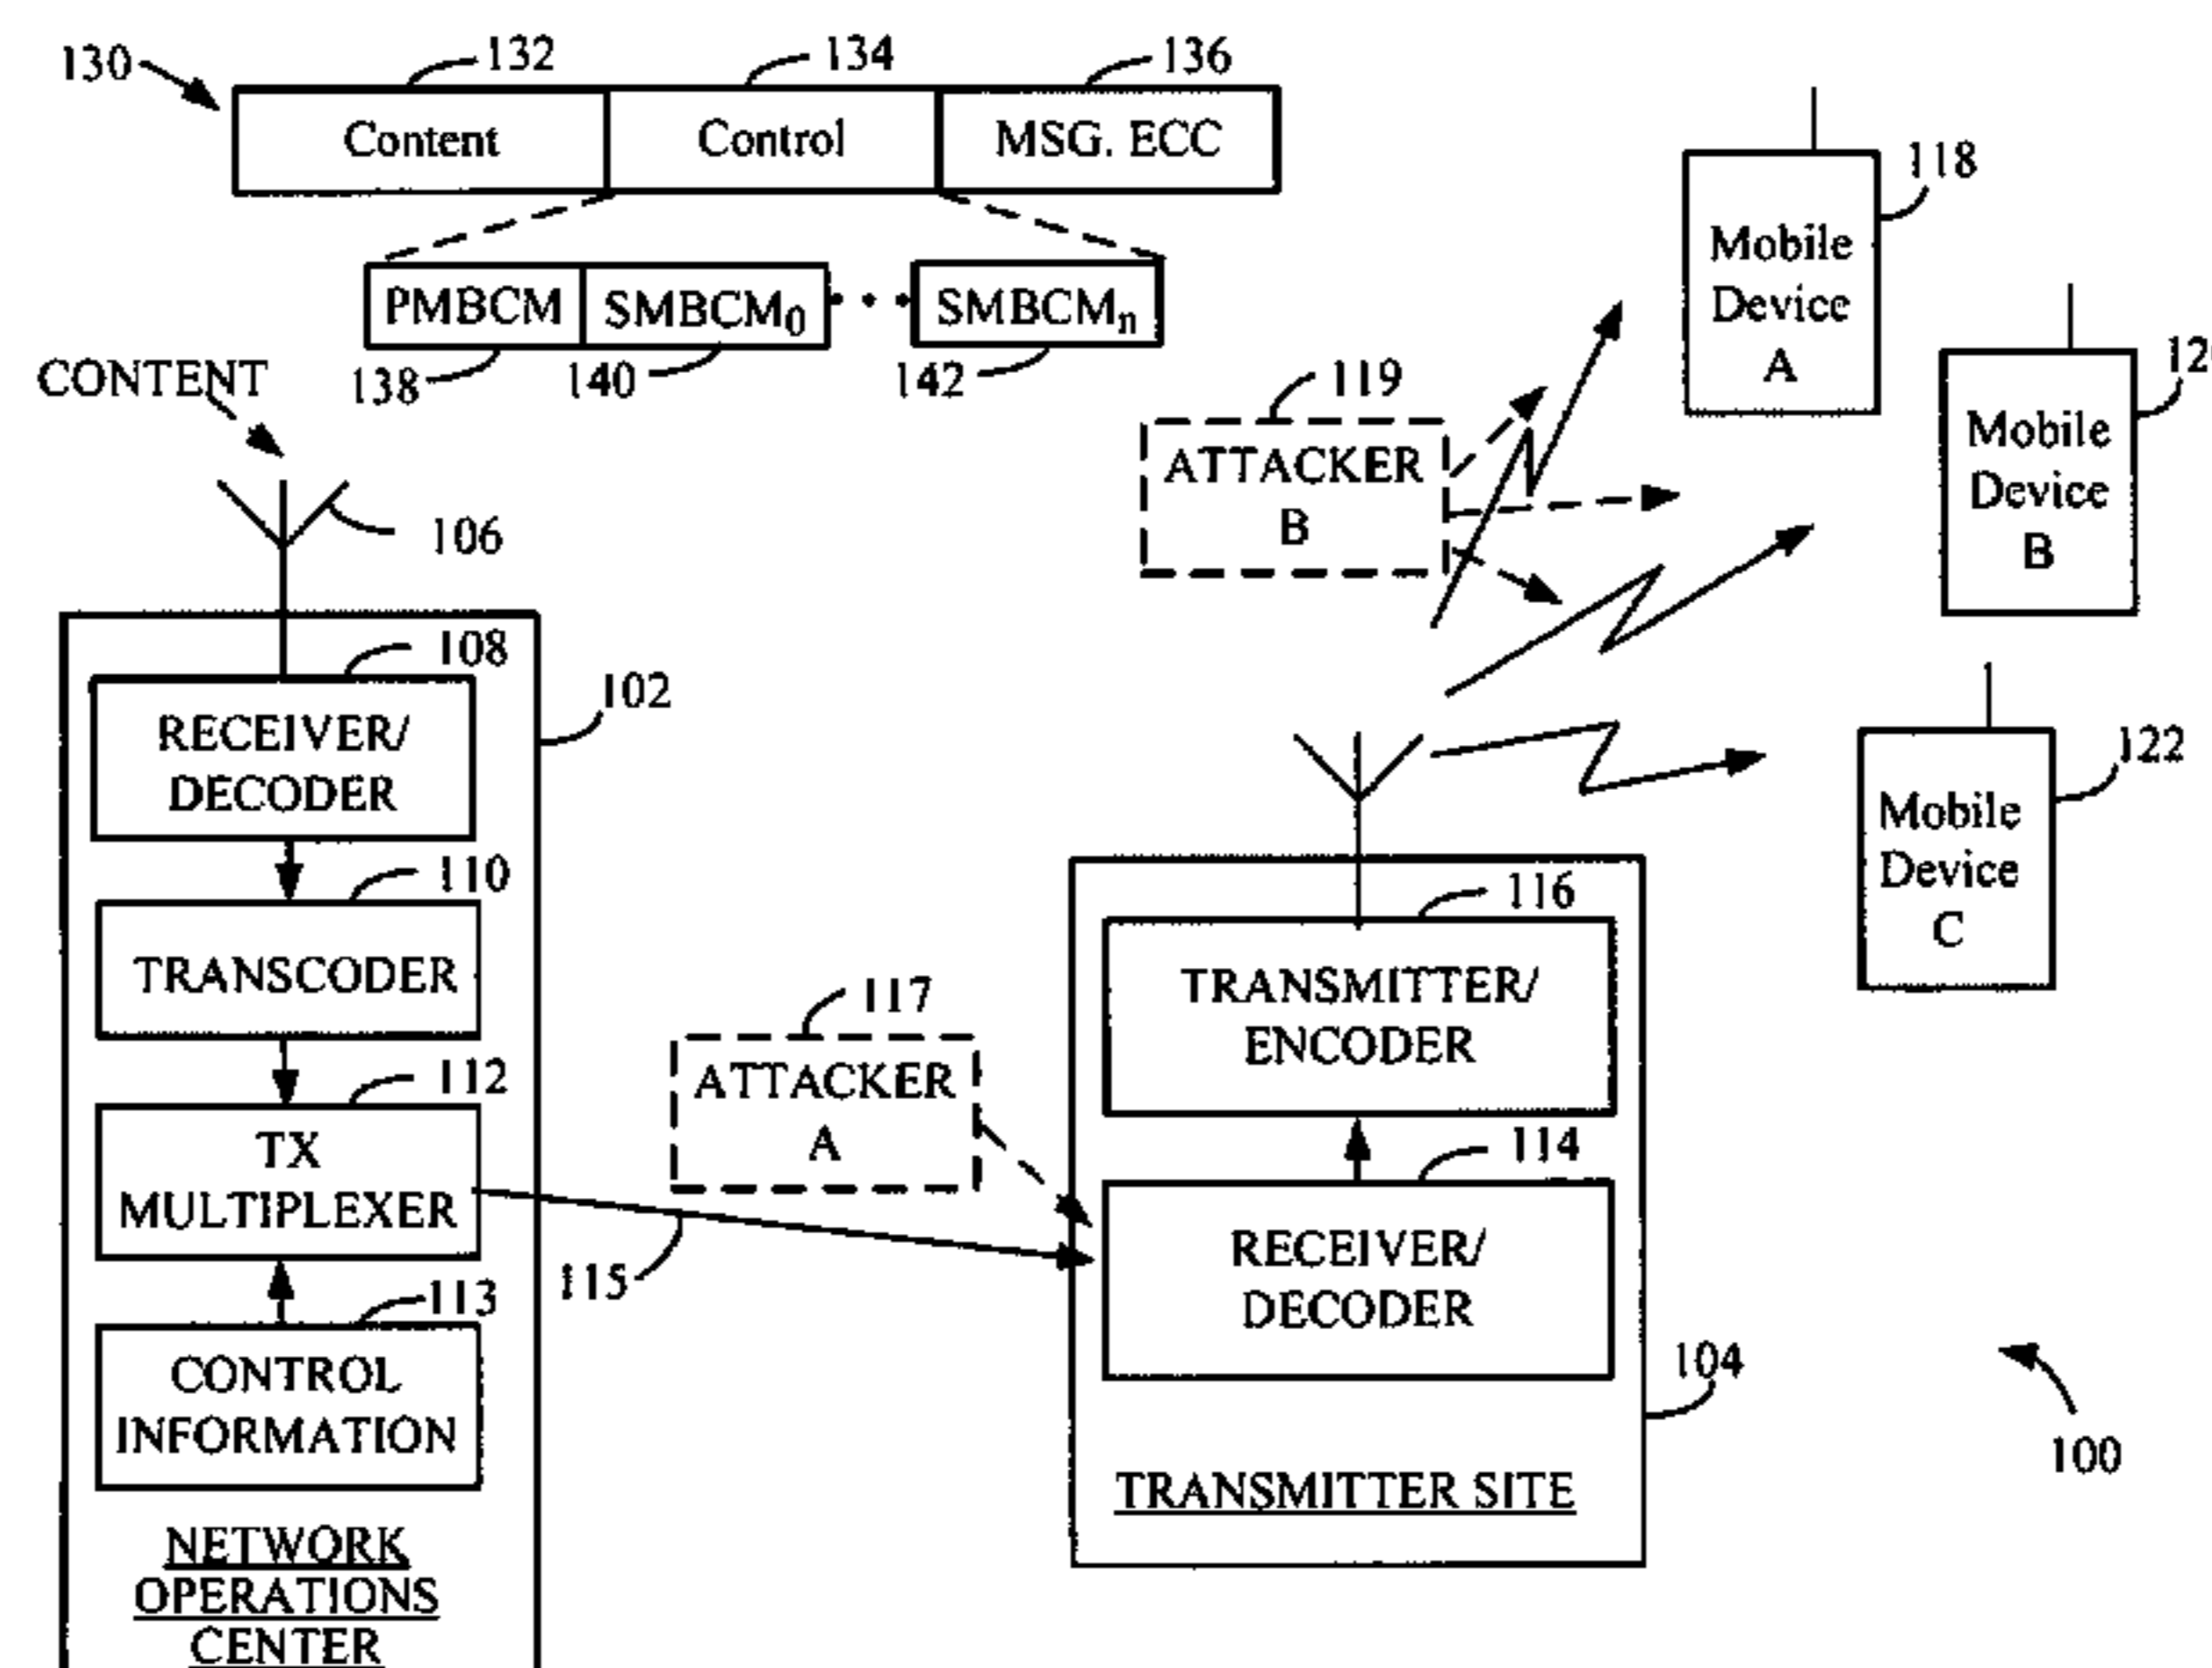 130
132
134
136
Content
Control
MSG. ECC
PMBCM
SMBCM0
SMBCMn
138
140
142
CONTENT
106
108
RECEIVER/
DECODER
102
110
TRANSCODER
112
TX
MULTIPLEXER
113
CONTROL
INFORMATION
NETWORK
OPERATIONS
CENTER
115
117
ATTACKER
A
119
ATTACKER
B
116
TRANSMITTER/
ENCODER
114
RECEIVER/
DECODER
TRANSMITTER SITE
104
118
Mobile
Device
A
Mobile
Device
B
122
Mobile
Device
C
100